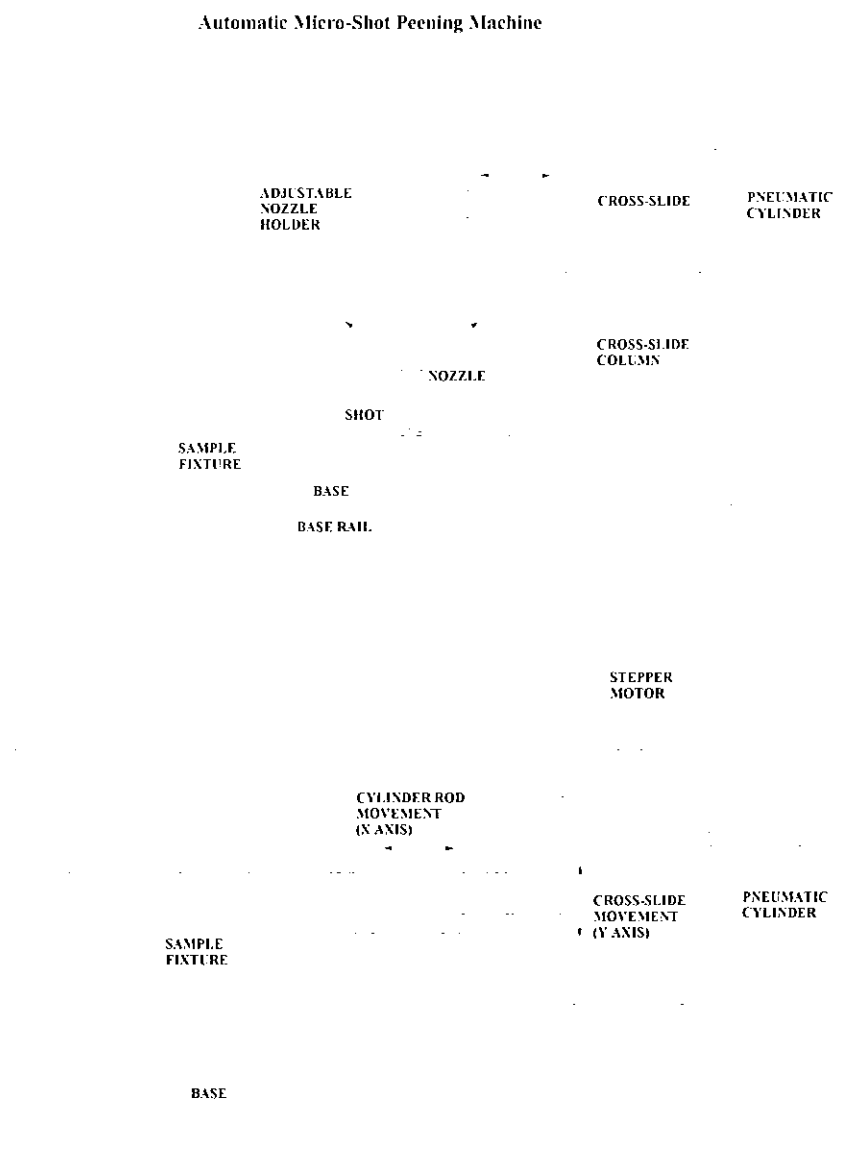 Automatic Micro-Shot Peening Machine
ADJUSTABLE
NOZZLE
HOLDER
CROSS-SLIDE
PNEUMATIC
CYLINDER
CROSS-SLIDE
COLUMN
NOZZLE
SHOT
SAMPLE
FIXTURE
BASE
BASE RAIL
STEPPER
MOTOR
CYLINDER ROD
MOVEMENT
(X AXIS)
CROSS-SLIDE
MOVEMENT
(Y AXIS)
PNEUMATIC
CYLINDER
SAMPLE
FIXTURE
BASE